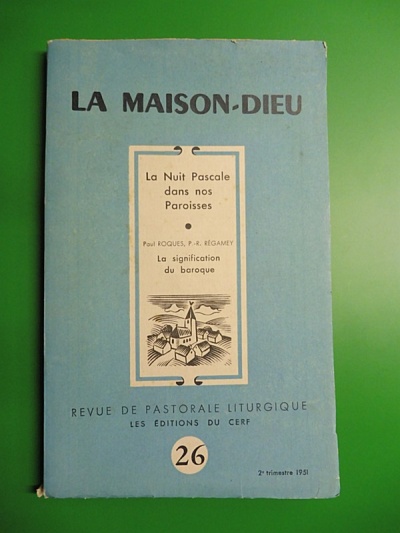 LA MAISON-DIEU
La Nuit Pascale
dans nos
Paroisses
●
Paul ROQUES, P.-R. RÉGAMEY
La signification
du baroque
REVUE DE PASTORALE LITURGIQUE
LES ÉDITIONS DU CERF
26
2e trimestre 1951